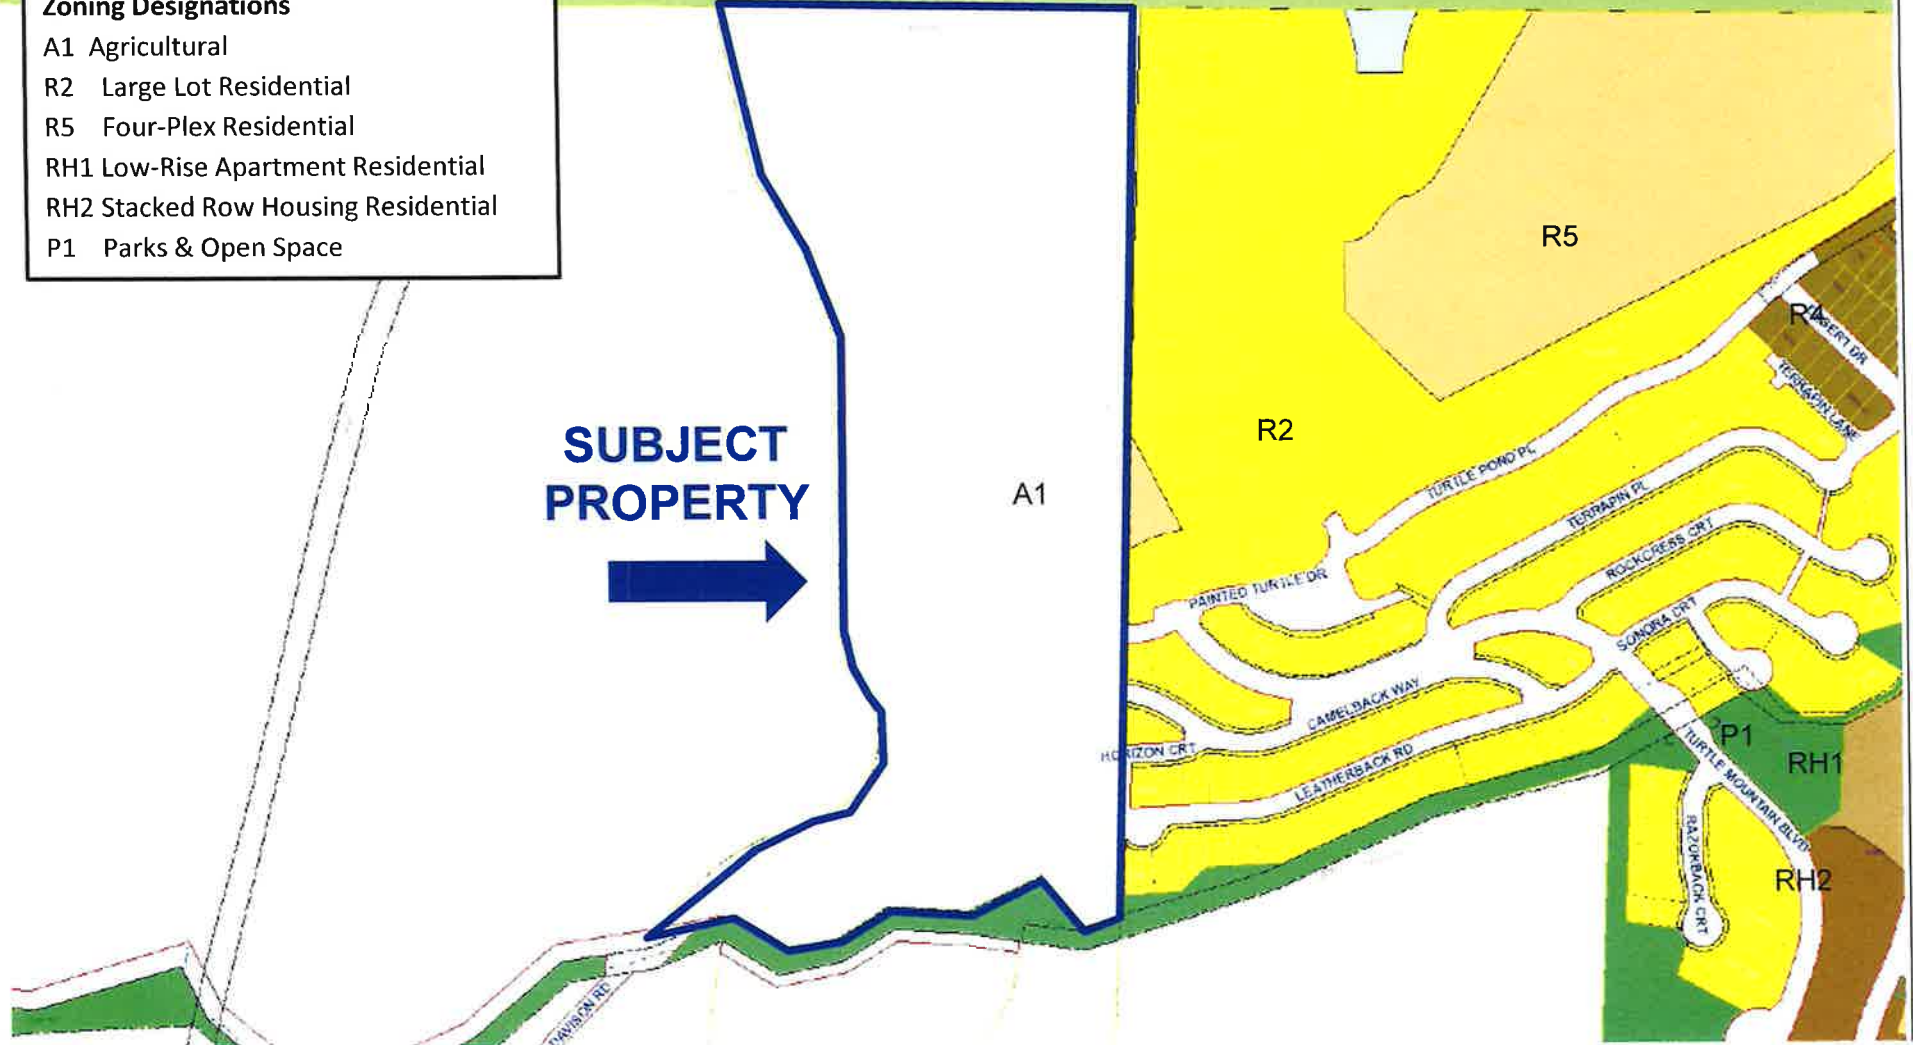 Zoning Designations
A1 Agricultural
R2 Large Lot Residential
R5 Four-Plex Residential
RH1 Low-Rise Apartment Residential
RH2 Stacked Row Housing Residential
P1 Parks & Open Space
R5
R4
TERRAPIN LANE
SUBJECT
PROPERTY
R2
A1
TURTLE POND PL
TERRAPIN PL
ROCKCRESS CRT
PAINTED TURTLE DR
SONORA CRT
CAMELBACK WAY
HORIZON CRT
LEATHERBACK RD
P1
TURTLE MOUNTAIN BLVD
RH1
RAZORBACK CRT
RH2
DAVISON RD